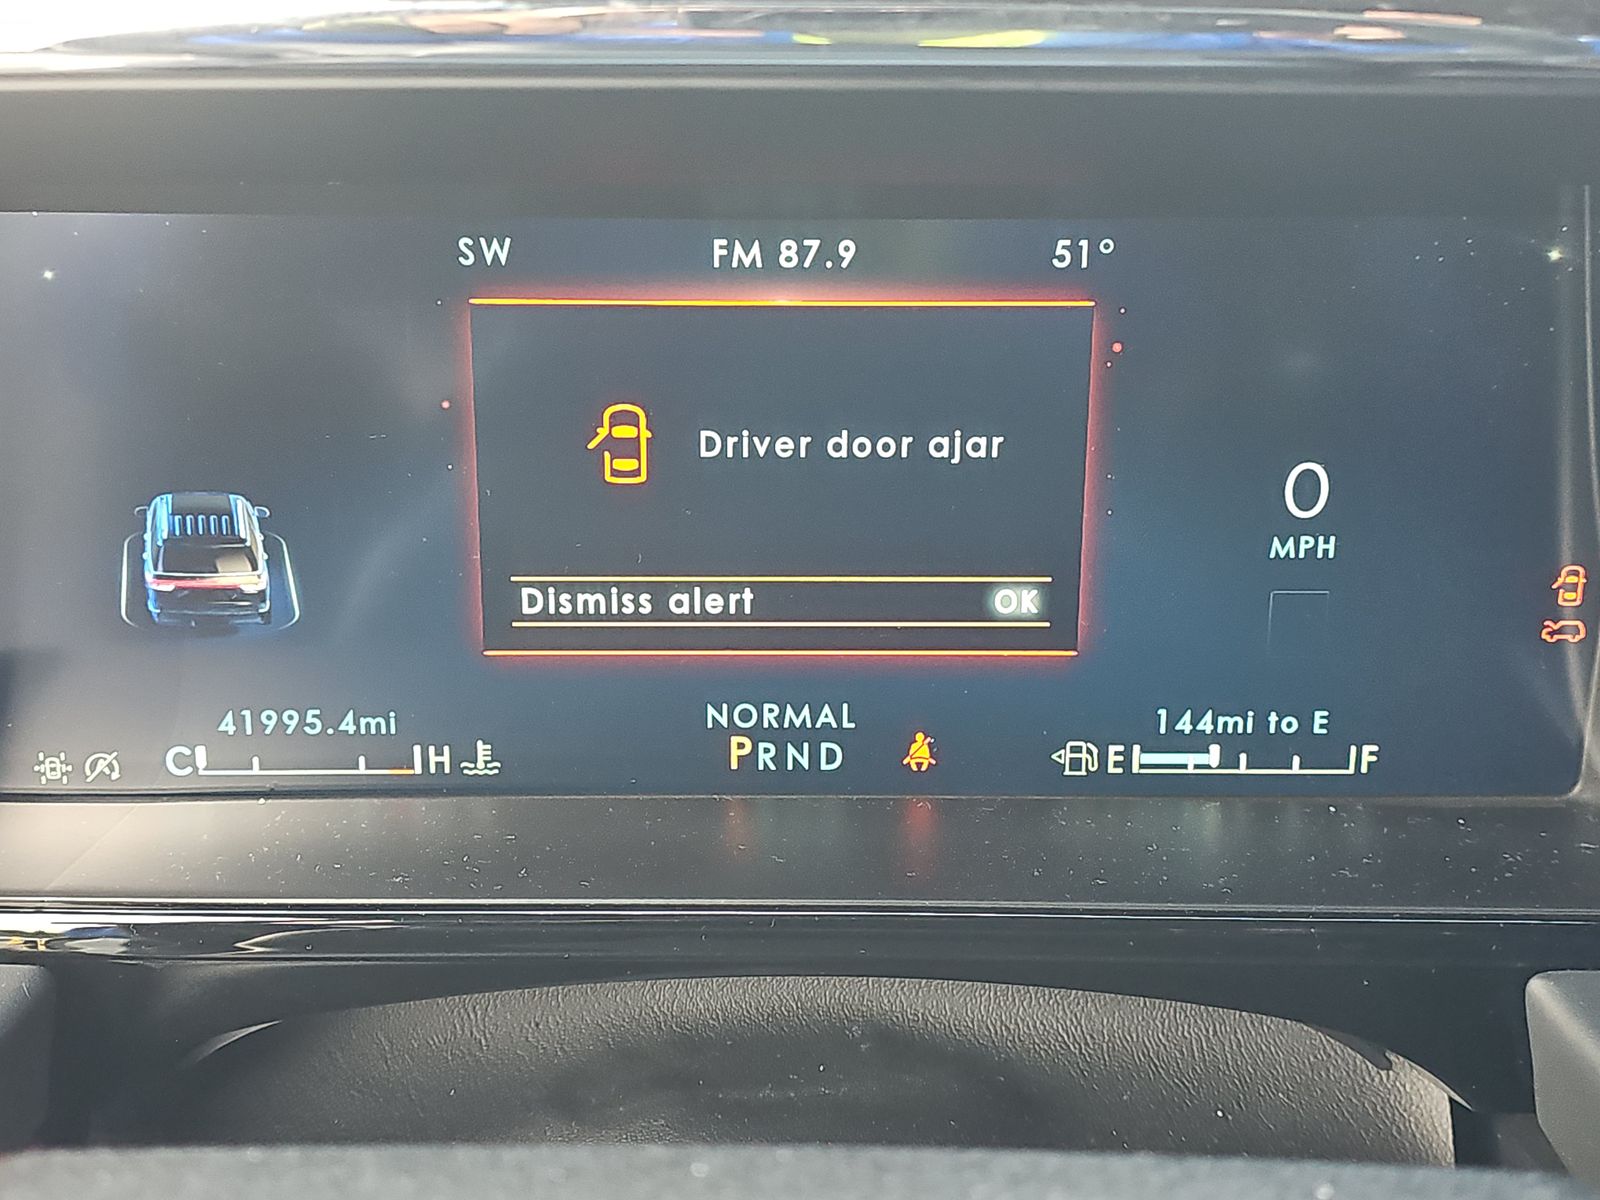 SW FM 87.9 51°
Driver door ajar
0
MPH
Dismiss alert OK
41995.4mi NORMAL 144mi to E
C H PRND E F